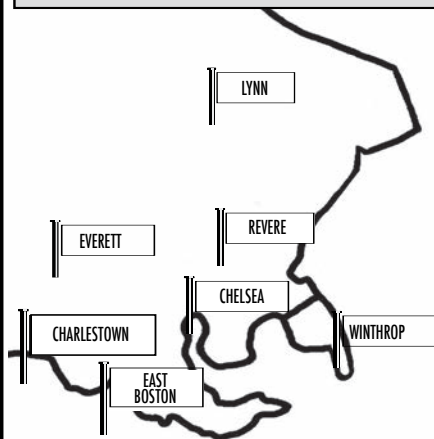 LYNN
REVERE
EVERETT
CHELSEA
CHARLESTOWN
WINTHROP
EAST
BOSTON